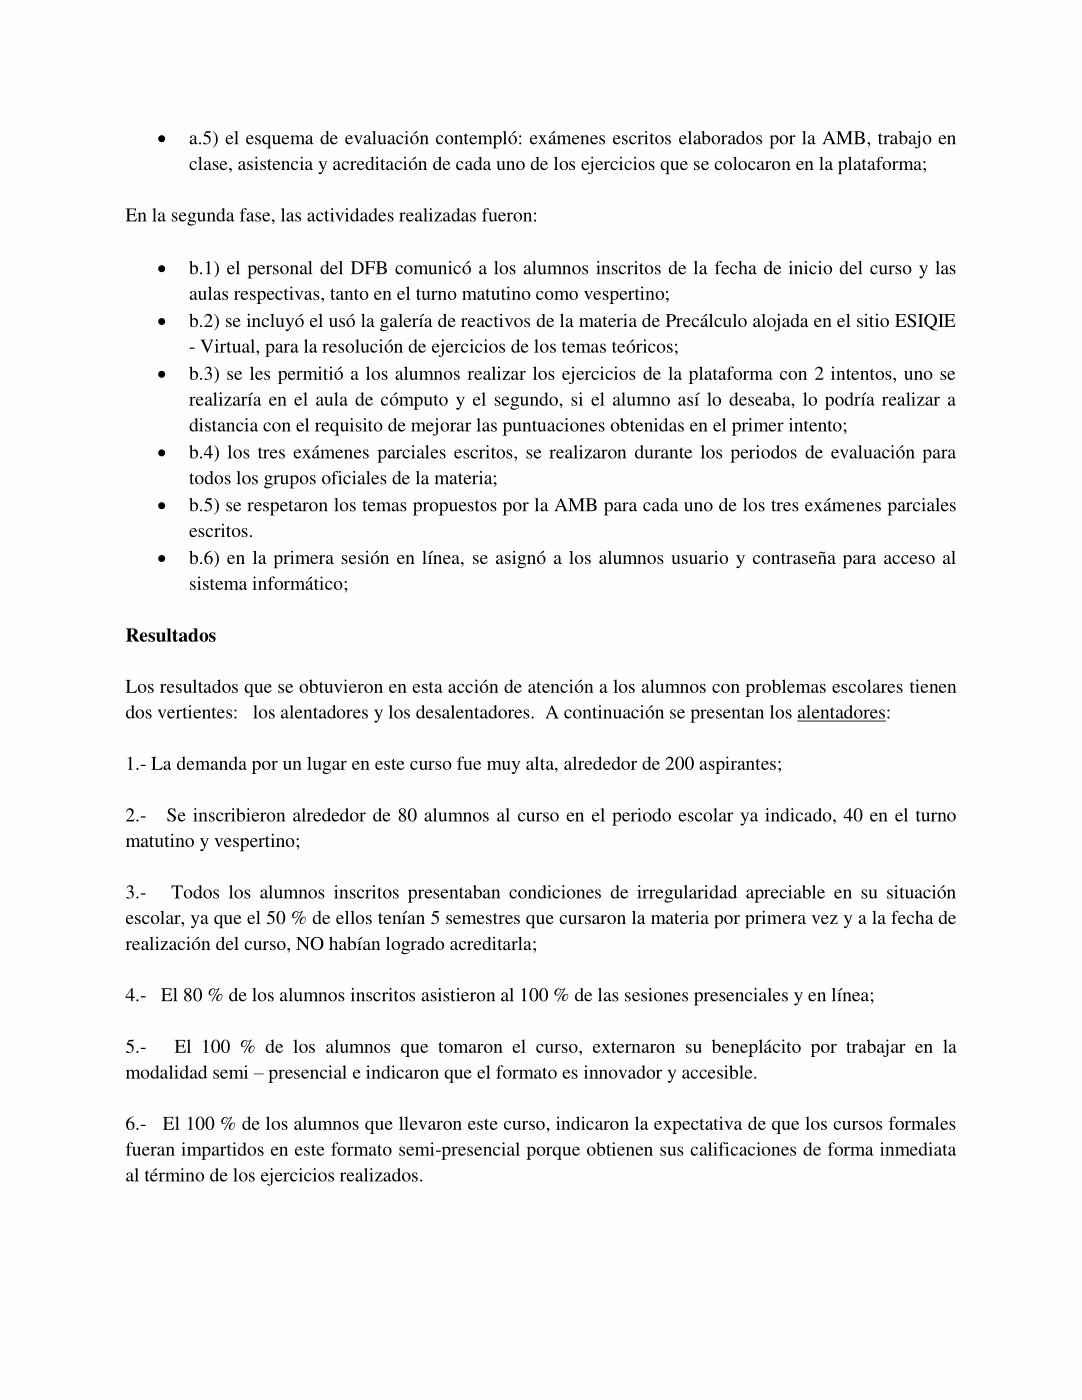 • a.5) el esquema de evaluación contempló: exámenes escritos elaborados por la AMB, trabajo en
clase, asistencia y acreditación de cada uno de los ejercicios que se colocaron en la plataforma;
En la segunda fase, las actividades realizadas fueron:
• b.1) el personal del DFB comunicó a los alumnos inscritos de la fecha de inicio del curso y las
aulas respectivas, tanto en el turno matutino como vespertino;
• b.2) se incluyó el usó la galería de reactivos de la materia de Precálculo alojada en el sitio ESIQIE
- Virtual, para la resolución de ejercicios de los temas teóricos;
• b.3) se les permitió a los alumnos realizar los ejercicios de la plataforma con 2 intentos, uno se
realizaría en el aula de cómputo y el segundo, si el alumno así lo deseaba, lo podría realizar a
distancia con el requisito de mejorar las puntuaciones obtenidas en el primer intento;
• b.4) los tres exámenes parciales escritos, se realizaron durante los periodos de evaluación para
todos los grupos oficiales de la materia;
• b.5) se respetaron los temas propuestos por la AMB para cada uno de los tres exámenes parciales
escritos.
• b.6) en la primera sesión en línea, se asignó a los alumnos usuario y contraseña para acceso al
sistema informático;
Resultados
Los resultados que se obtuvieron en esta acción de atención a los alumnos con problemas escolares tienen
dos vertientes: los alentadores y los desalentadores. A continuación se presentan los alentadores:
1.- La demanda por un lugar en este curso fue muy alta, alrededor de 200 aspirantes;
2.- Se inscribieron alrededor de 80 alumnos al curso en el periodo escolar ya indicado, 40 en el turno
matutino y vespertino;
3.- Todos los alumnos inscritos presentaban condiciones de irregularidad apreciable en su situación
escolar, ya que el 50 % de ellos tenían 5 semestres que cursaron la materia por primera vez y a la fecha de
realización del curso, NO habían logrado acreditarla;
4.- El 80 % de los alumnos inscritos asistieron al 100 % de las sesiones presenciales y en línea;
5.- El 100 % de los alumnos que tomaron el curso, externaron su beneplácito por trabajar en la
modalidad semi – presencial e indicaron que el formato es innovador y accesible.
6.- El 100 % de los alumnos que llevaron este curso, indicaron la expectativa de que los cursos formales
fueran impartidos en este formato semi-presencial porque obtienen sus calificaciones de forma inmediata
al término de los ejercicios realizados.